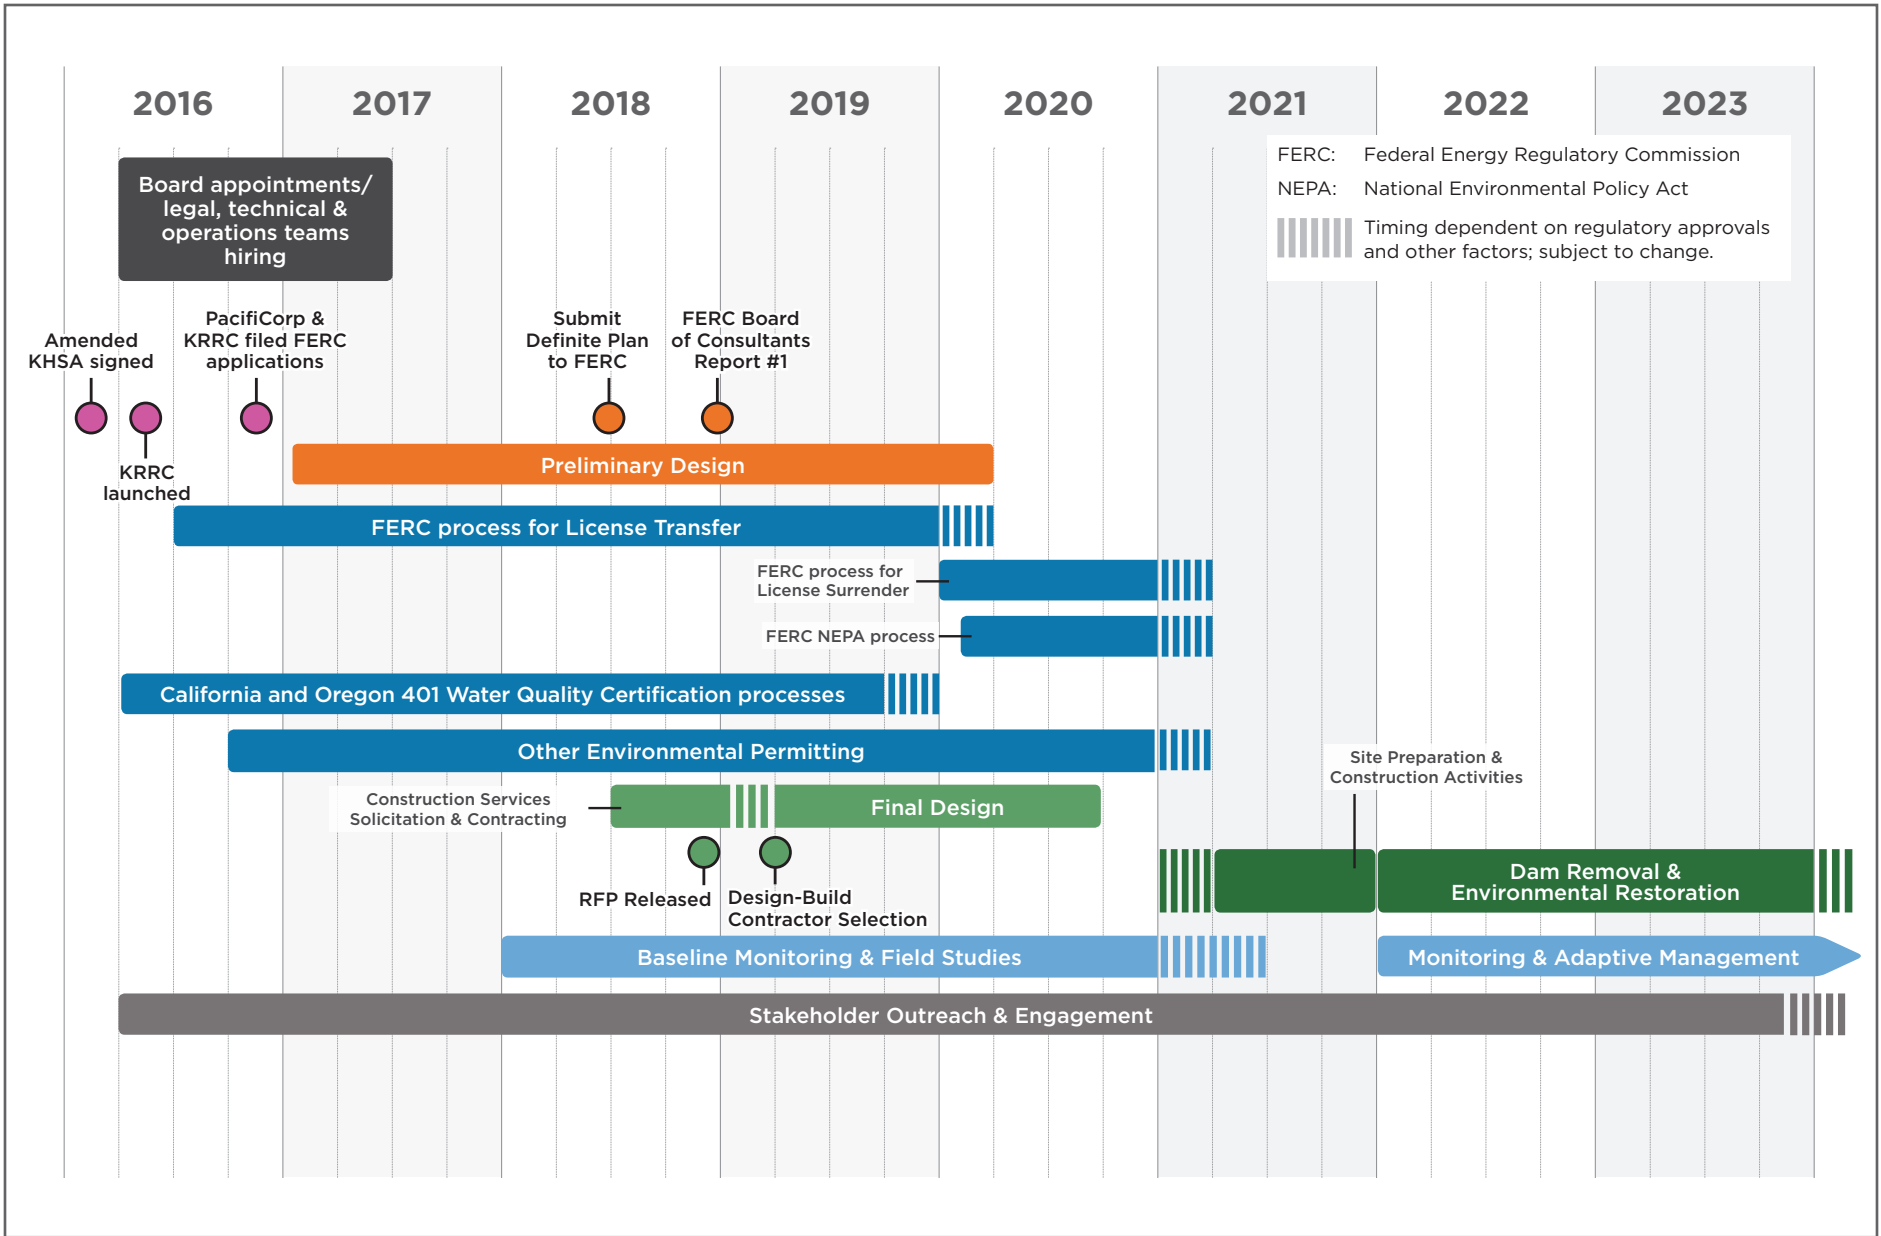 2016
2017
2018
2019
2020
2021
2022
2023
FERC: Federal Energy Regulatory Commission
NEPA: National Environmental Policy Act
Timing dependent on regulatory approvals
and other factors; subject to change.
Board appointments/
legal, technical &
operations teams
hiring
Amended
KHSA signed
PacifiCorp &
KRRC filed FERC
applications
Submit
Definite Plan
to FERC
FERC Board
of Consultants
Report #1
KRRC
launched
Preliminary Design
FERC process for License Transfer
FERC process for
License Surrender
FERC NEPA process
California and Oregon 401 Water Quality Certification processes
Other Environmental Permitting
Site Preparation &
Construction Activities
Construction Services
Solicitation & Contracting
Final Design
RFP Released
Design-Build
Contractor Selection
Dam Removal &
Environmental Restoration
Baseline Monitoring & Field Studies
Monitoring & Adaptive Management
Stakeholder Outreach & Engagement